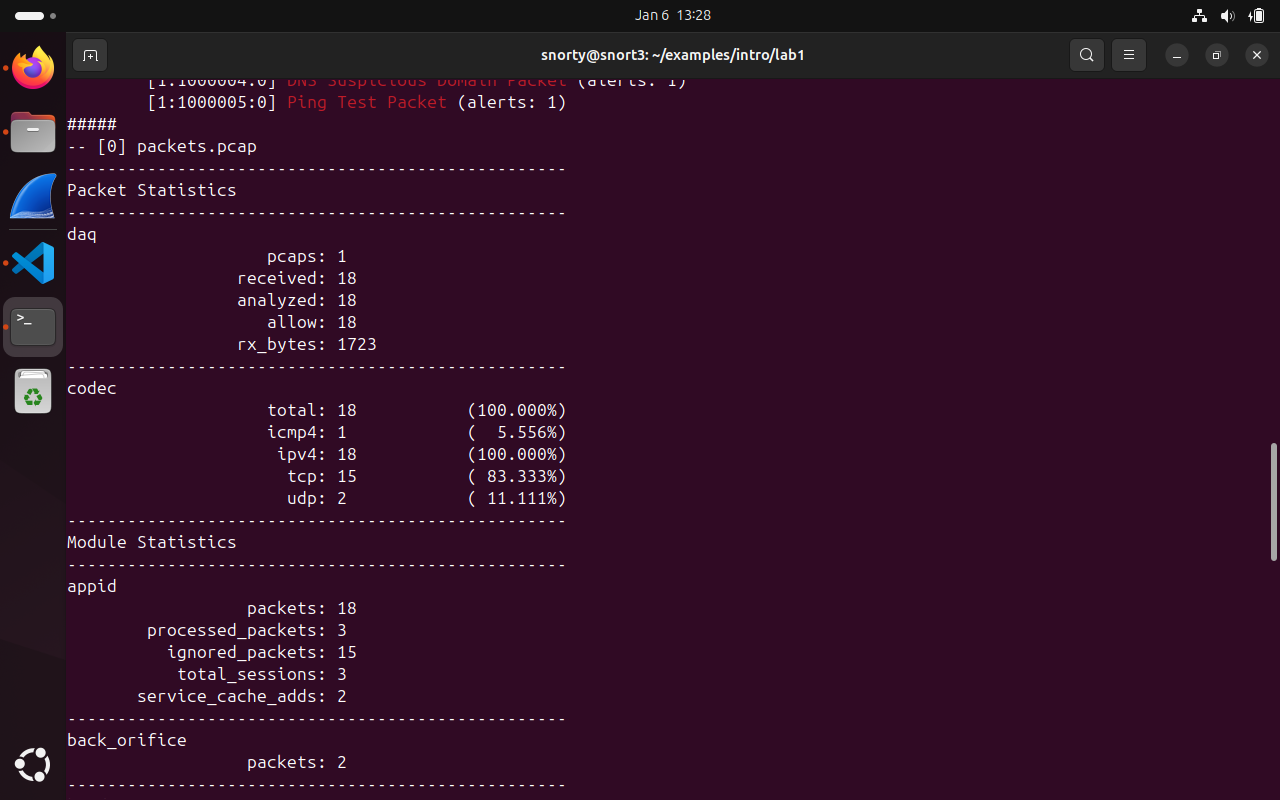 Jan 6 13:28
snorty@snort3: ~/examples/intro/lab1
[1:1000004:0] DNS Suspicious Domain Packet (alerts: 1)
[1:1000005:0] Ping Test Packet (alerts: 1)
#####
-- [0] packets.pcap
--------------------------------------------------
Packet Statistics
--------------------------------------------------
daq
pcaps: 1
received: 18
analyzed: 18
allow: 18
rx_bytes: 1723
--------------------------------------------------
codec
total: 18 (100.000%)
icmp4: 1 (  5.556%)
ipv4: 18 (100.000%)
tcp: 15 ( 83.333%)
udp: 2 ( 11.111%)
--------------------------------------------------
Module Statistics
--------------------------------------------------
appid
packets: 18
processed_packets: 3
ignored_packets: 15
total_sessions: 3
service_cache_adds: 2
--------------------------------------------------
back_orifice
packets: 2
--------------------------------------------------